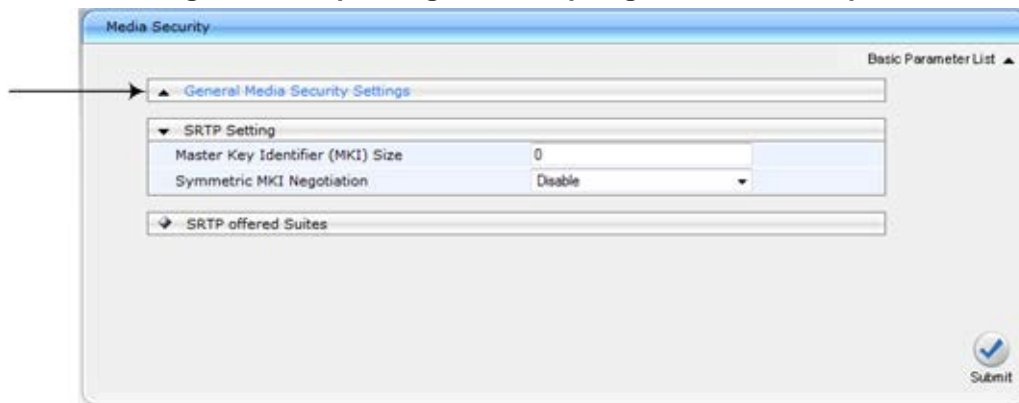 Media Security
Basic Parameter List
General Media Security Settings
SRTP Setting
Master Key Identifier (MKI) Size 0
Symmetric MKI Negotiation Disable
SRTP offered Suites
Submit